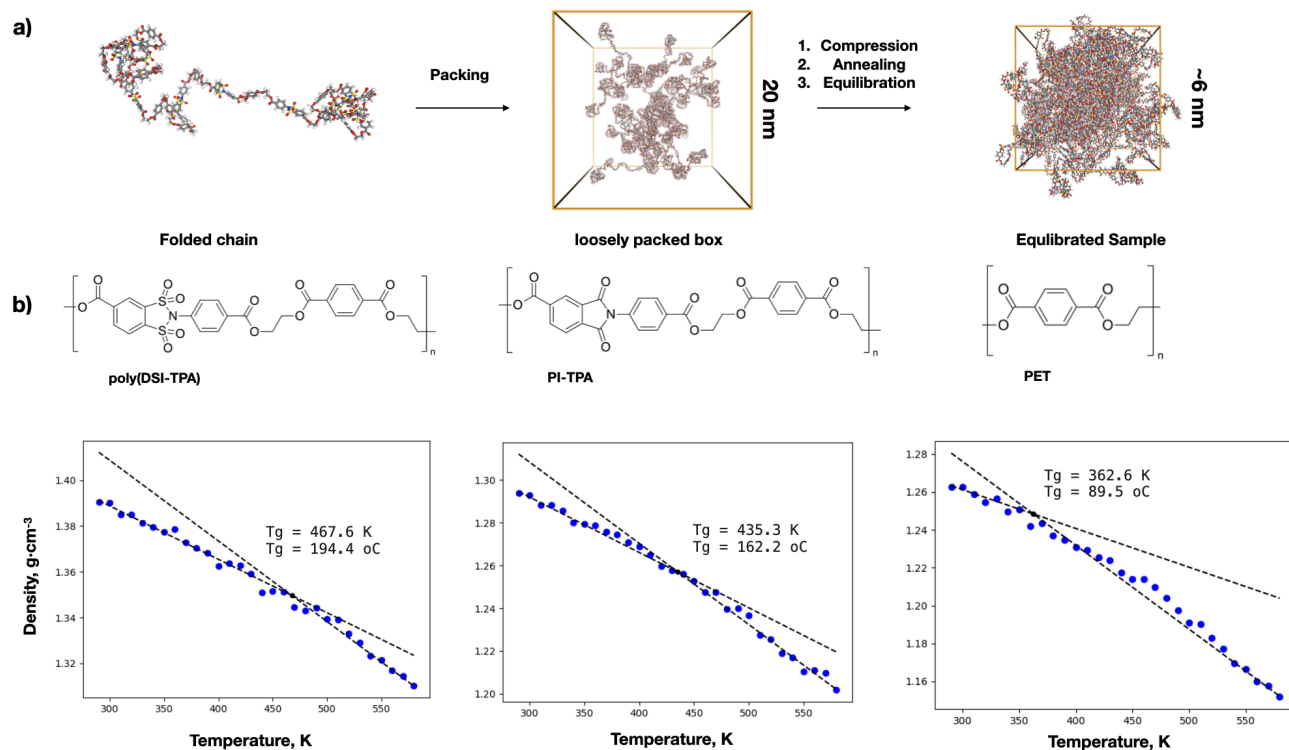 a)
Packing
20 nm
1. Compression
2. Annealing
3. Equilibration
~6 nm
Folded chain
loosely packed box
Equlibrated Sample
b)
O
O
O
S
O
N
S
O
O
O
O
O
O
O
O
n
poly(DSI-TPA)
O
O
O
N
O
O
O
O
O
O
O
n
PI-TPA
O
O
O
O
n
PET
Density, g·cm-3
1.40
1.38
1.36
1.34
1.32
Tg = 467.6 K
Tg = 194.4 oC
300 350 400 450 500 550
Temperature, K
1.30
1.28
1.26
1.24
1.22
1.20
Tg = 435.3 K
Tg = 162.2 oC
300 350 400 450 500 550
Temperature, K
1.28
1.26
1.24
1.22
1.20
1.18
1.16
Tg = 362.6 K
Tg = 89.5 oC
300 350 400 450 500 550
Temperature, K